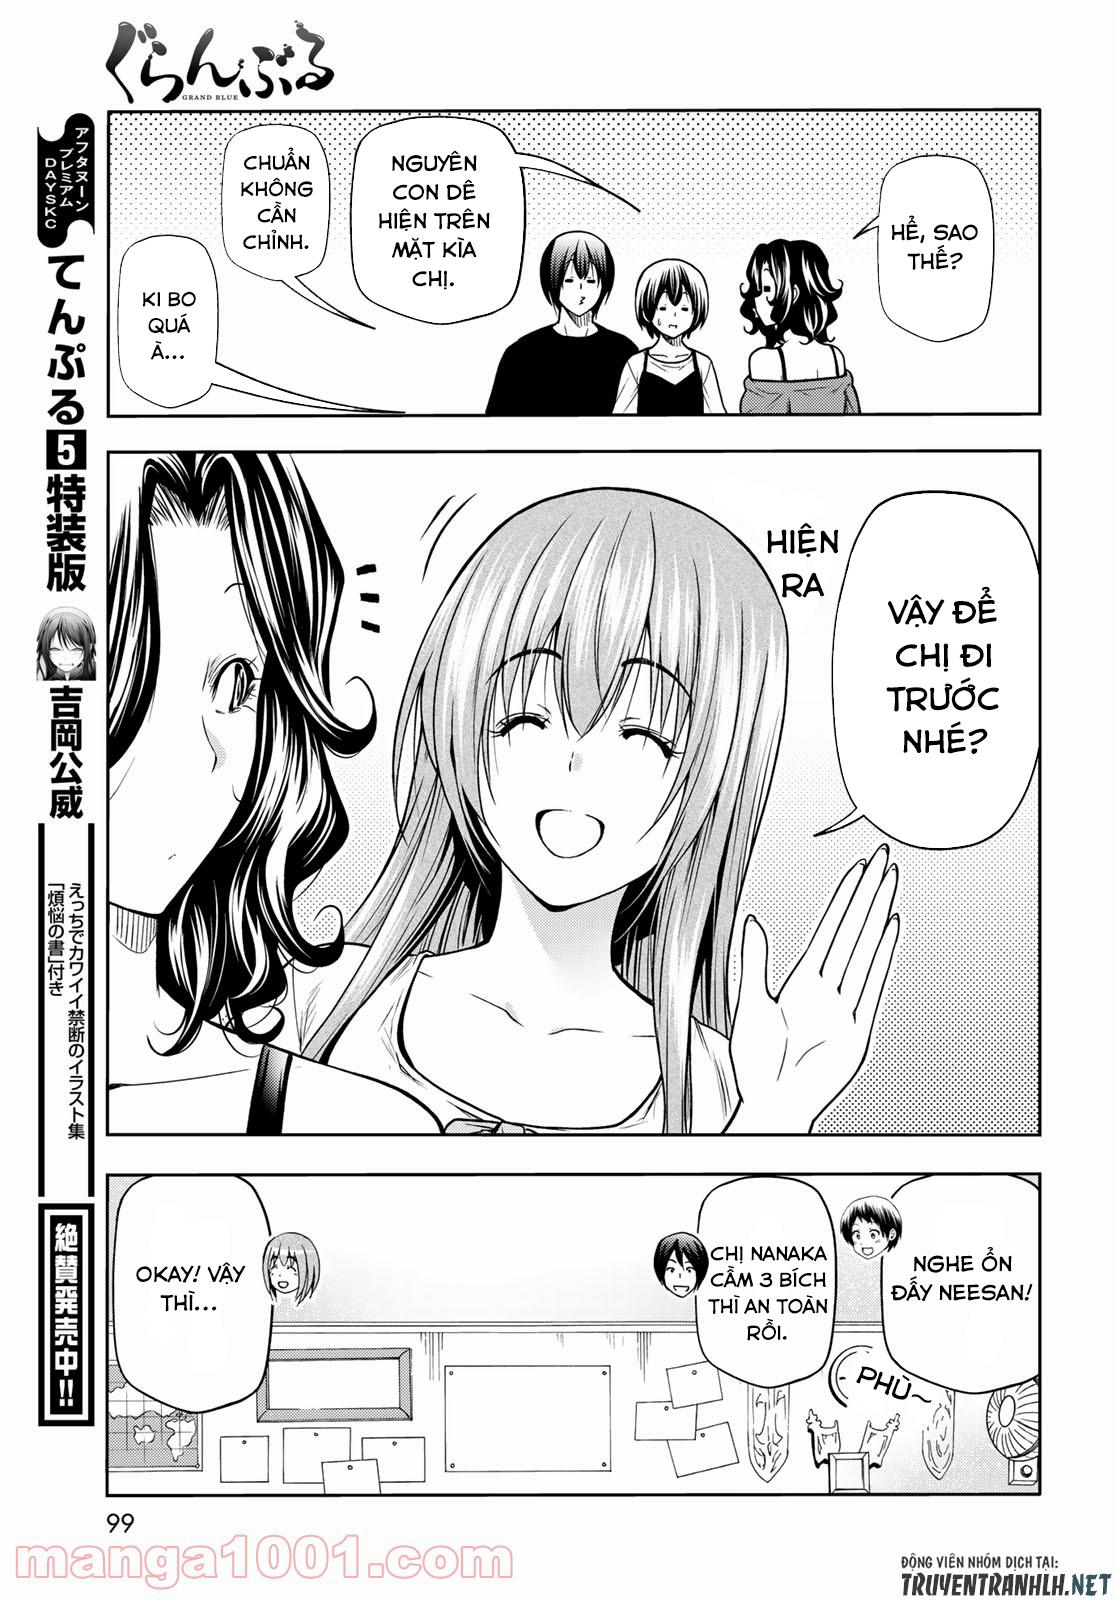 ぐらんぶる
GRAND BLUE
アフタヌーン
プレミアム
DAYSKC
てんぷる5特装版
吉岡公威
えっちでカワイイ禁断のイラスト集
「煩悩の書」付き
絶賛発売中!!
HỂ, SAO
THẾ?
NGUYÊN
CON DÊ
HIỆN TRÊN
MẶT KÌA
CHỊ.
CHUẨN
KHÔNG
CẦN
CHỈNH.
KI BO
QUÁ
À...
HIỆN
RA
VẬY ĐỂ
CHỊ ĐI
TRƯỚC
NHÉ?
NGHE ỔN
ĐẤY NEESAN!
CHỊ NANAKA
CẦM 3 BÍCH
THÌ AN TOÀN
RỒI.
PHÙ~
OKAY! VẬY
THÌ...
99
manga1001.com
ĐỘNG VIÊN NHÓM DỊCH TẠI:
TRUYENTRANHLH.NET